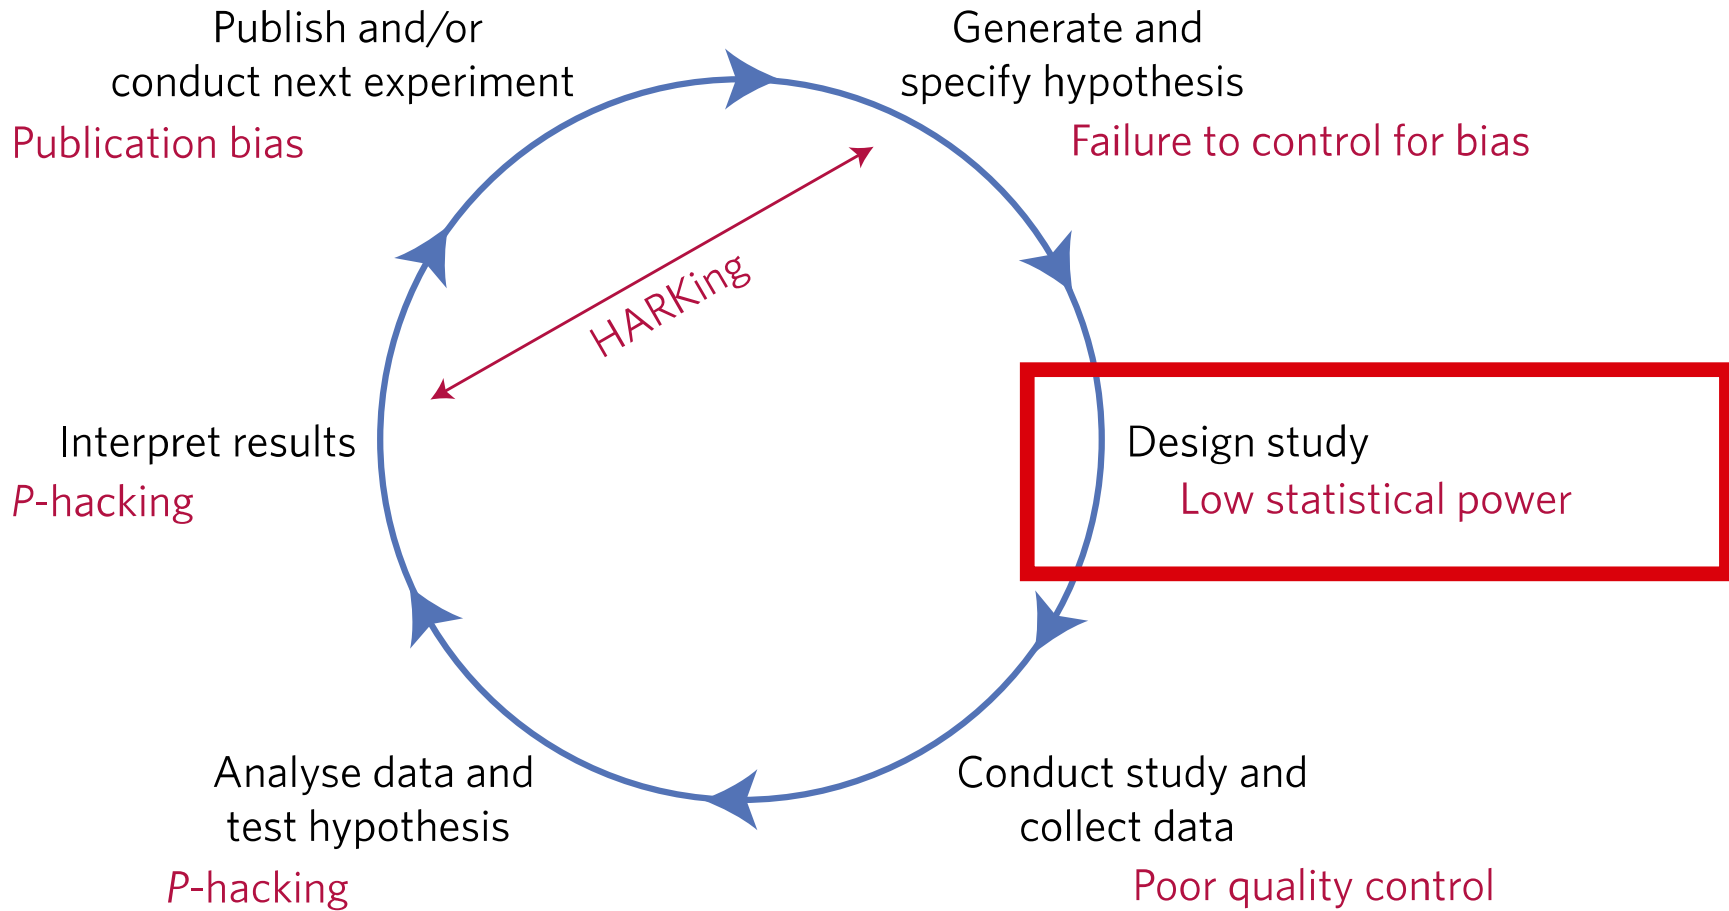 Publish and/or
conduct next experiment
Publication bias
Generate and
specify hypothesis
Failure to control for bias
HARKing
Interpret results
P-hacking
Design study
Low statistical power
Analyse data and
test hypothesis
P-hacking
Conduct study and
collect data
Poor quality control